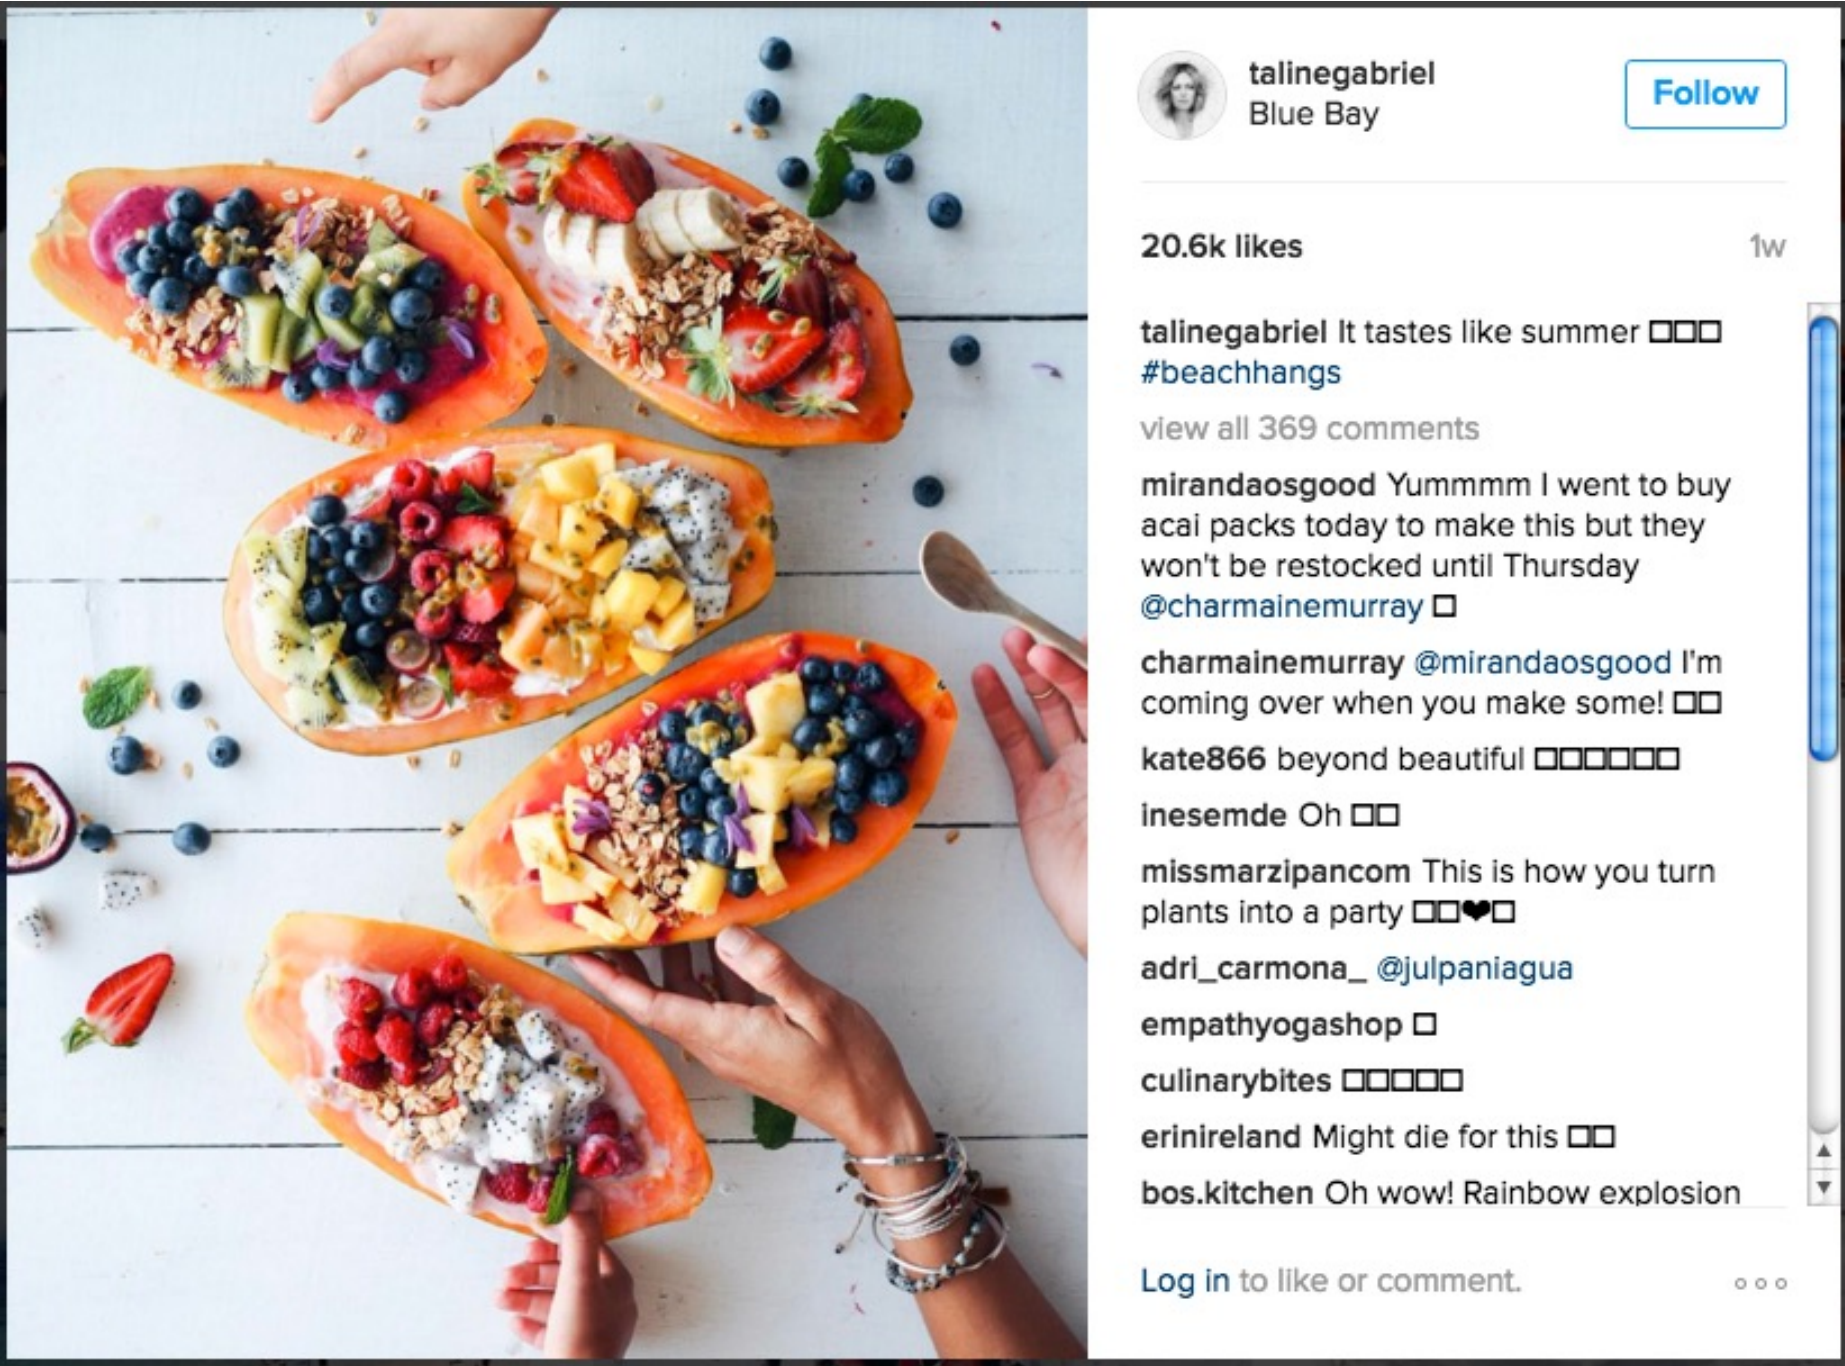 talinegabriel
Blue Bay
Follow
20.6k likes
1w
talinegabriel It tastes like summer □□□
#beachhangs
view all 369 comments
mirandaosgood Yummmm I went to buy
acai packs today to make this but they
won't be restocked until Thursday
@charmainemurray □
charmainemurray @mirandaosgood I'm
coming over when you make some! □□
kate866 beyond beautiful □□□□□□
inesemde Oh □□
missmarzipancom This is how you turn
plants into a party □□❤□
adri_carmona_ @julpaniagua
empathyogashop □
culinarybites □□□□□
erinireland Might die for this □□
bos.kitchen Oh wow! Rainbow explosion
Log in to like or comment.